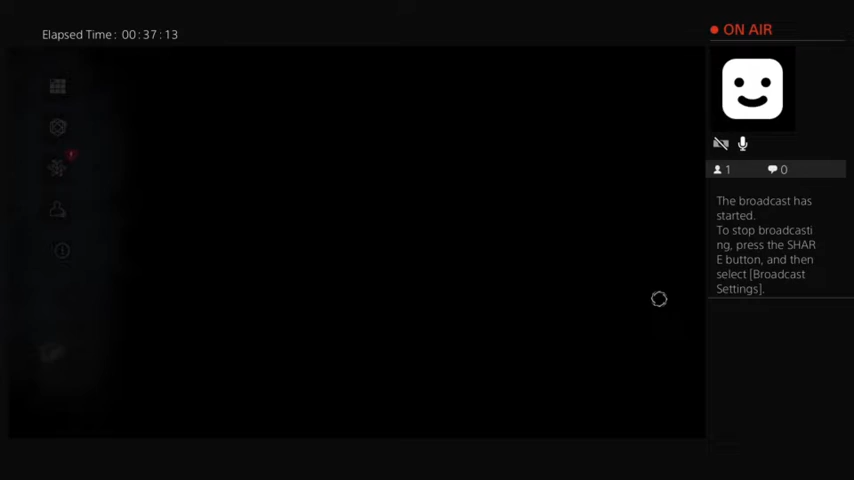 Elapsed Time: 00:37:13
ON AIR
1
0
The broadcast has
started.
To stop broadcasti
ng, press the SHAR
E button, and then
select [Broadcast
Settings].